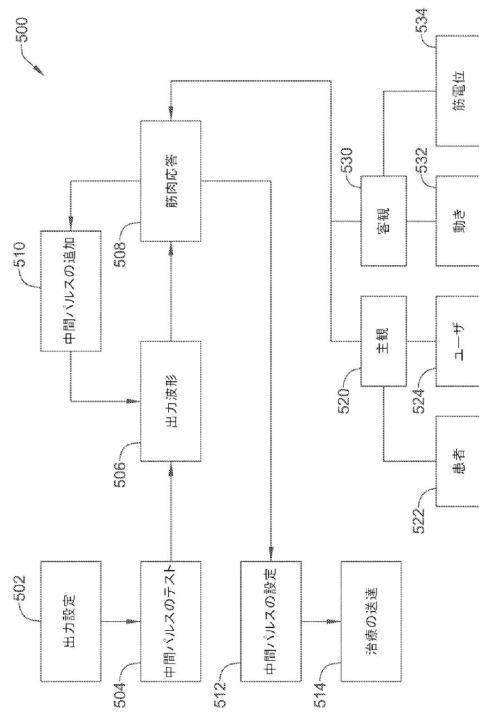 500
502
出力設定
504
中間パルスのテスト
506
出力波形
508
筋肉応答
510
中間パルスの追加
512
中間パルスの設定
514
治療の送達
520
主観
522
患者
524
ユーザ
530
客観
532
動き
534
筋電位